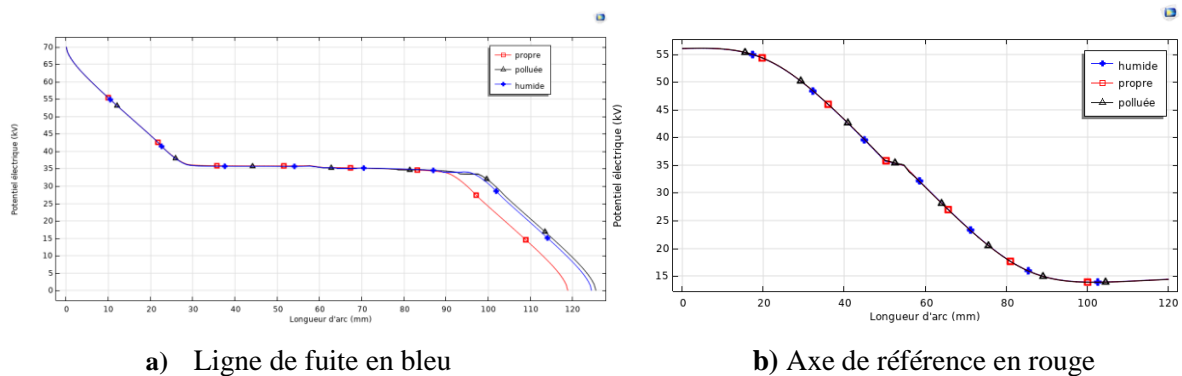 70
65
60
55
50
45
40
35
30
25
20
15
10
5
0
0 10 20 30 40 50 60 70 80 90 100 110 120
Potentiel électrique (kV)
Longueur d'arc (mm)
propre
polluée
humide
a) Ligne de fuite en bleu
55
50
45
40
35
30
25
20
15
0 20 40 60 80 100 120
Potentiel électrique (kV)
Longueur d'arc (mm)
humide
propre
polluée
b) Axe de référence en rouge